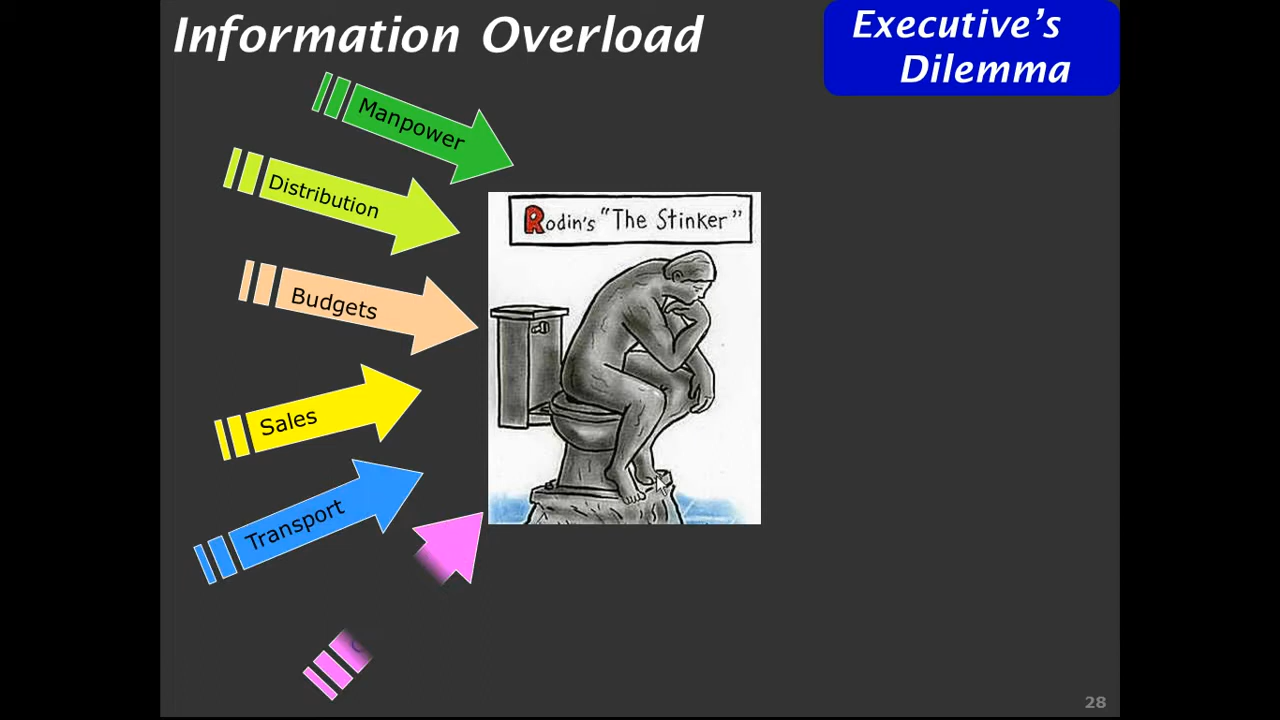 Information Overload
Executive's
Dilemma
Manpower
Distribution
Budgets
Sales
Transport
Rodin's "The Stinker"
28